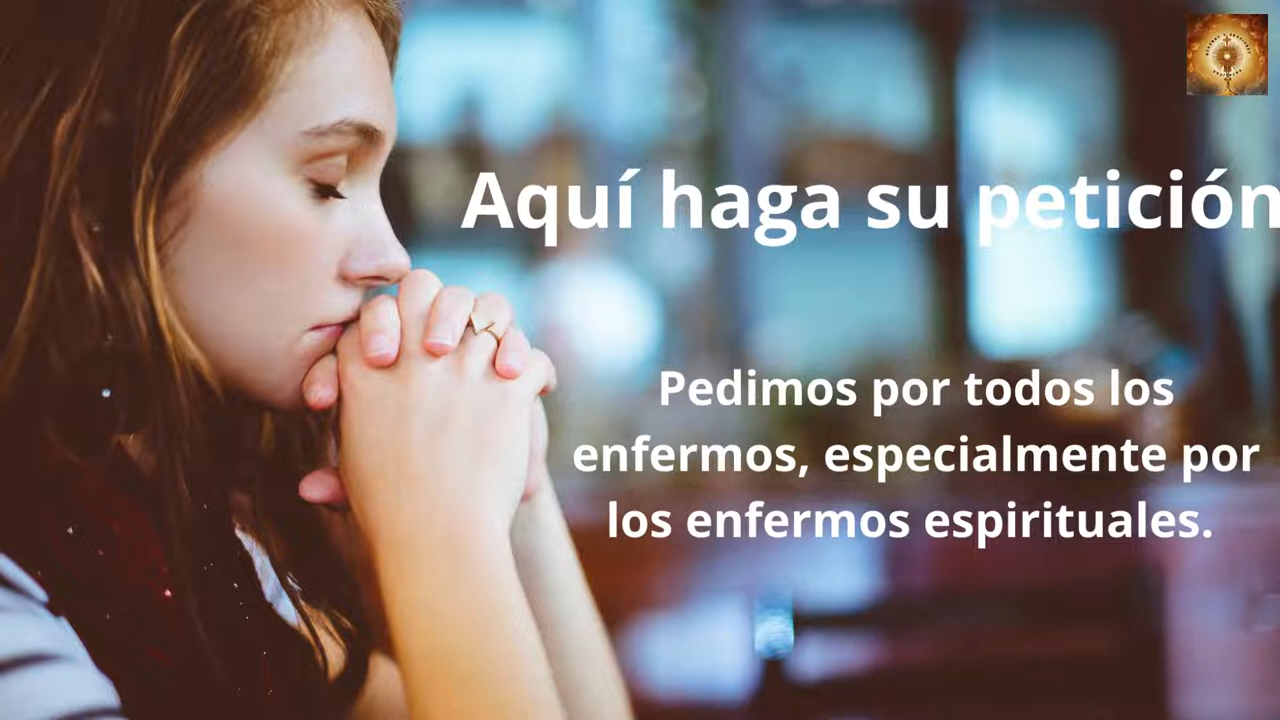 Aquí haga su petición
Pedimos por todos los
enfermos, especialmente por
los enfermos espirituales.